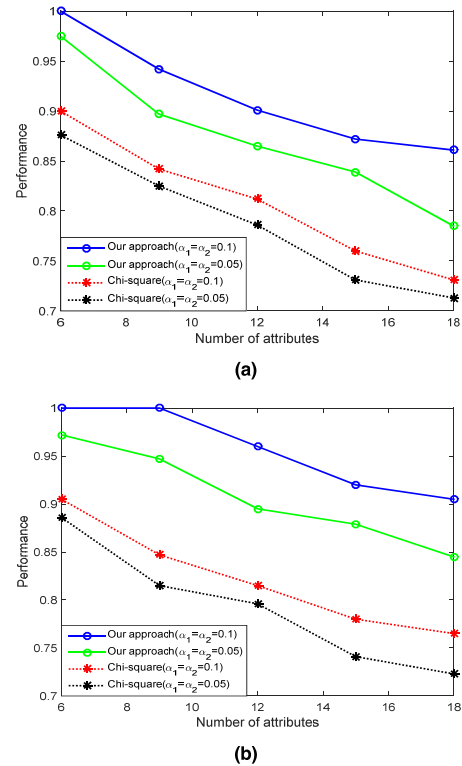 1
0.95
0.9
0.85
0.8
0.75
0.7
Performance
Our approach(α1=α2=0.1)
Our approach(α1=α2=0.05)
Chi-square(α1=α2=0.1)
Chi-square(α1=α2=0.05)
6 8 10 12 14 16 18
Number of attributes
(a)
1
0.95
0.9
0.85
0.8
0.75
0.7
Performance
Our approach(α1=α2=0.1)
Our approach(α1=α2=0.05)
Chi-square(α1=α2=0.1)
Chi-square(α1=α2=0.05)
6 8 10 12 14 16 18
Number of attributes
(b)